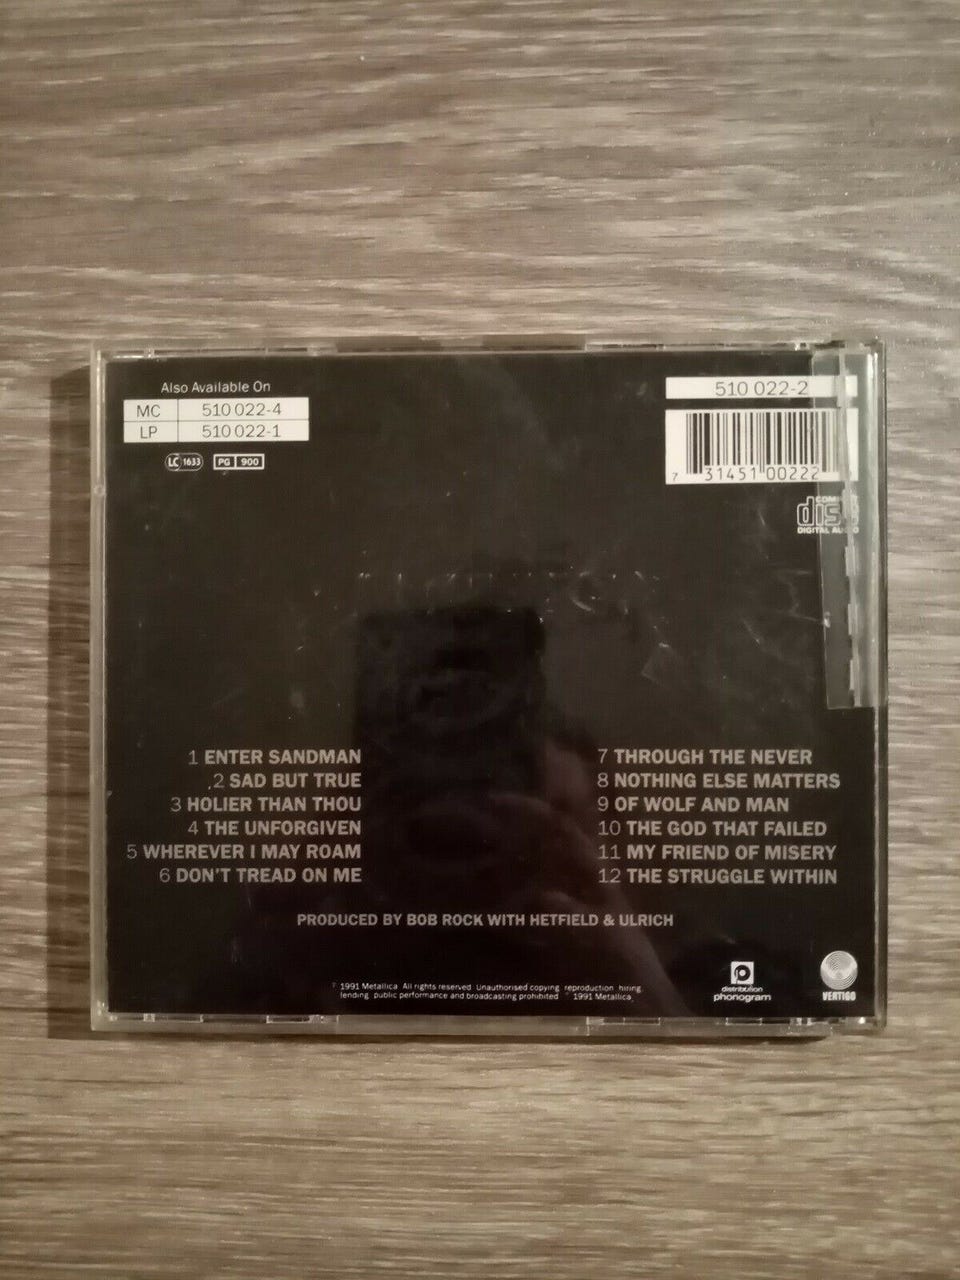 Also Available On
MC 510 022-4
LP 510 022-1
LC 1633 PG 900
510 022-2
7 31451 00222
COMPACT
disc
DIGITAL AUDIO
1 ENTER SANDMAN
2 SAD BUT TRUE
3 HOLIER THAN THOU
4 THE UNFORGIVEN
5 WHEREVER I MAY ROAM
6 DON'T TREAD ON ME
7 THROUGH THE NEVER
8 NOTHING ELSE MATTERS
9 OF WOLF AND MAN
10 THE GOD THAT FAILED
11 MY FRIEND OF MISERY
12 THE STRUGGLE WITHIN
PRODUCED BY BOB ROCK WITH HETFIELD & ULRICH
1991 Metallica All rights reserved Unauthorised copying reproduction hiring
lending public performance and broadcasting prohibited 1991 Metallica
distribution
phonogram
VERTIGO